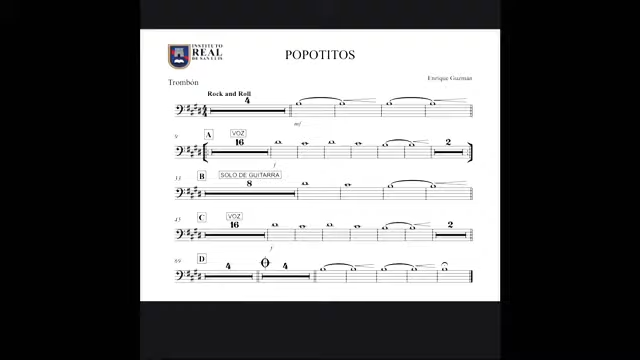 INSTITUTO
REAL
DE SAN LUIS
POPOTITOS
Trombón
Enrique Guzman
Rock and Roll
4
mf
9
A
VOZ
16
2
f
33
B
SOLO DE GUITARRA
8
45
C
VOZ
16
2
f
69
D
4
4